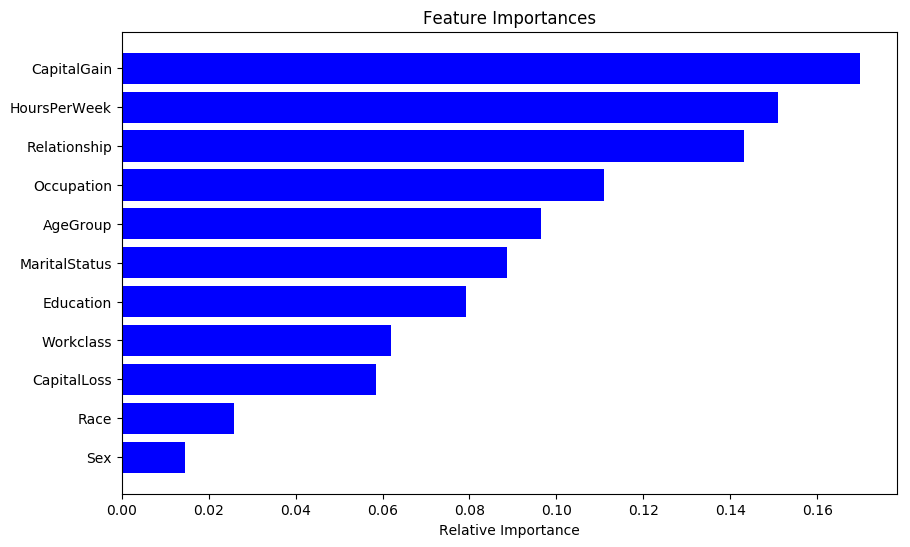 Feature Importances
CapitalGain
HoursPerWeek
Relationship
Occupation
AgeGroup
MaritalStatus
Education
Workclass
CapitalLoss
Race
Sex
0.00 0.02 0.04 0.06 0.08 0.10 0.12 0.14 0.16
Relative Importance